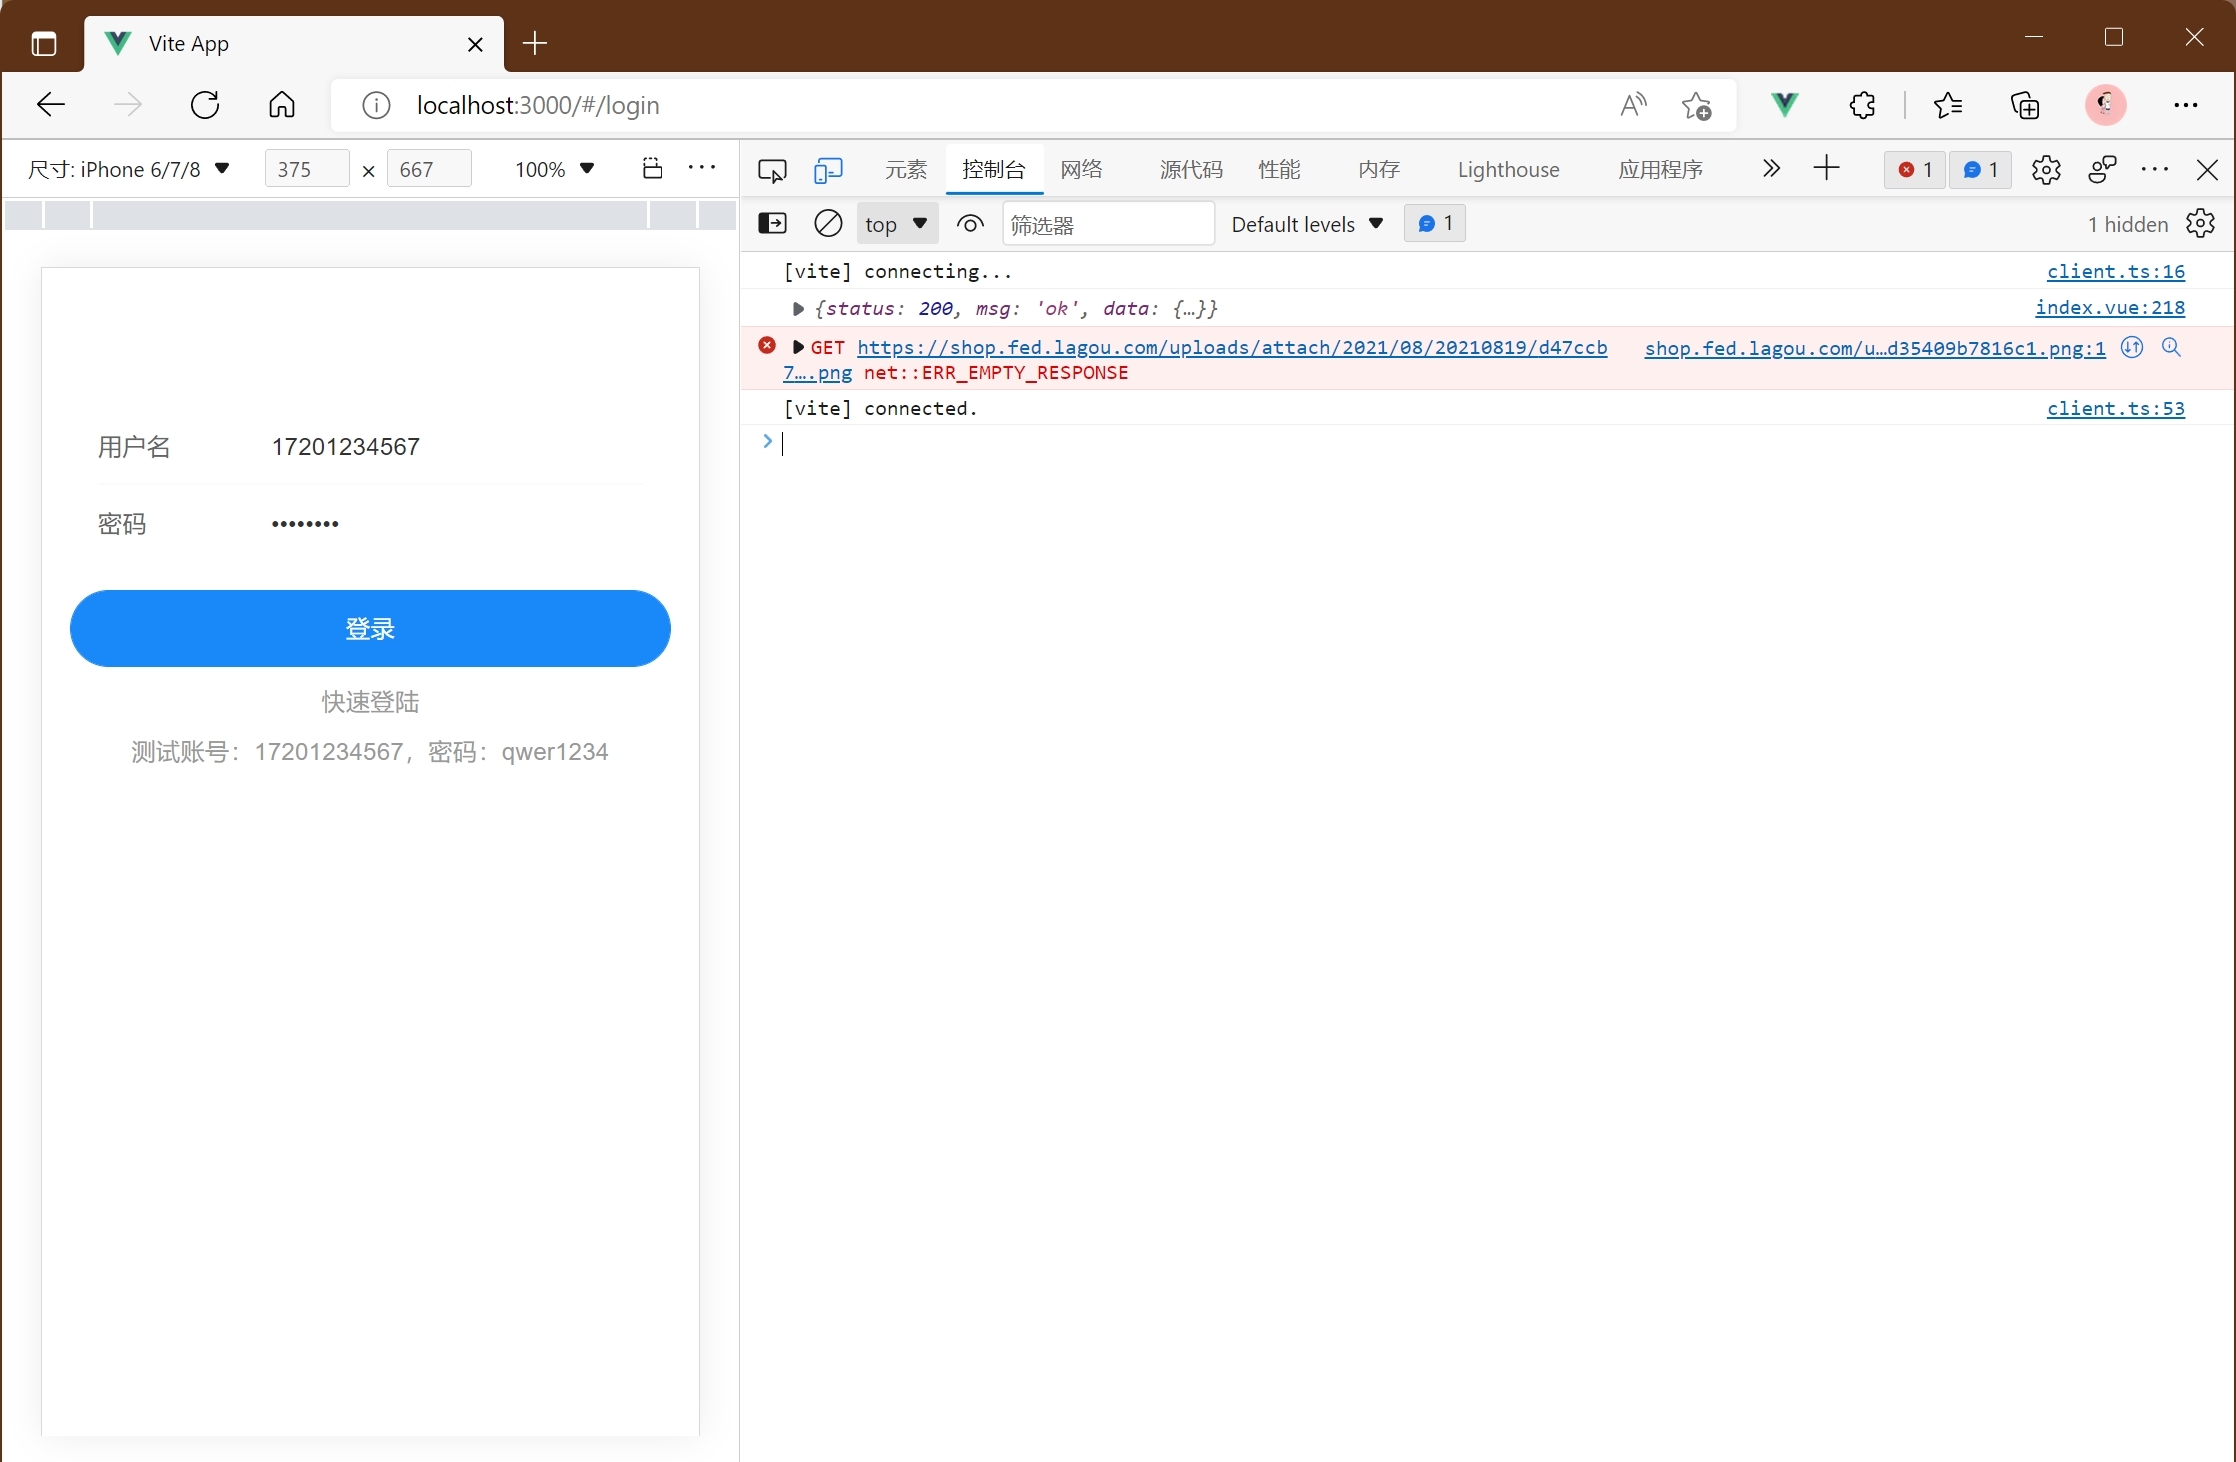 Vite App
localhost:3000/#/login
尺寸: iPhone 6/7/8 375 × 667 100%
元素 控制台 网络 源代码 性能 内存 Lighthouse 应用程序 1 1
top 筛选器 Default levels 1 1 hidden
[vite] connecting... client.ts:16
{status: 200, msg: 'ok', data: {…}} index.vue:218
GET https://shop.fed.lagou.com/uploads/attach/2021/08/20210819/d47ccb shop.fed.lagou.com/u…d35409b7816c1.png:1
7….png net::ERR_EMPTY_RESPONSE
[vite] connected. client.ts:53
用户名 17201234567
密码 ••••••••
登录
快速登陆
测试账号：17201234567，密码：qwer1234